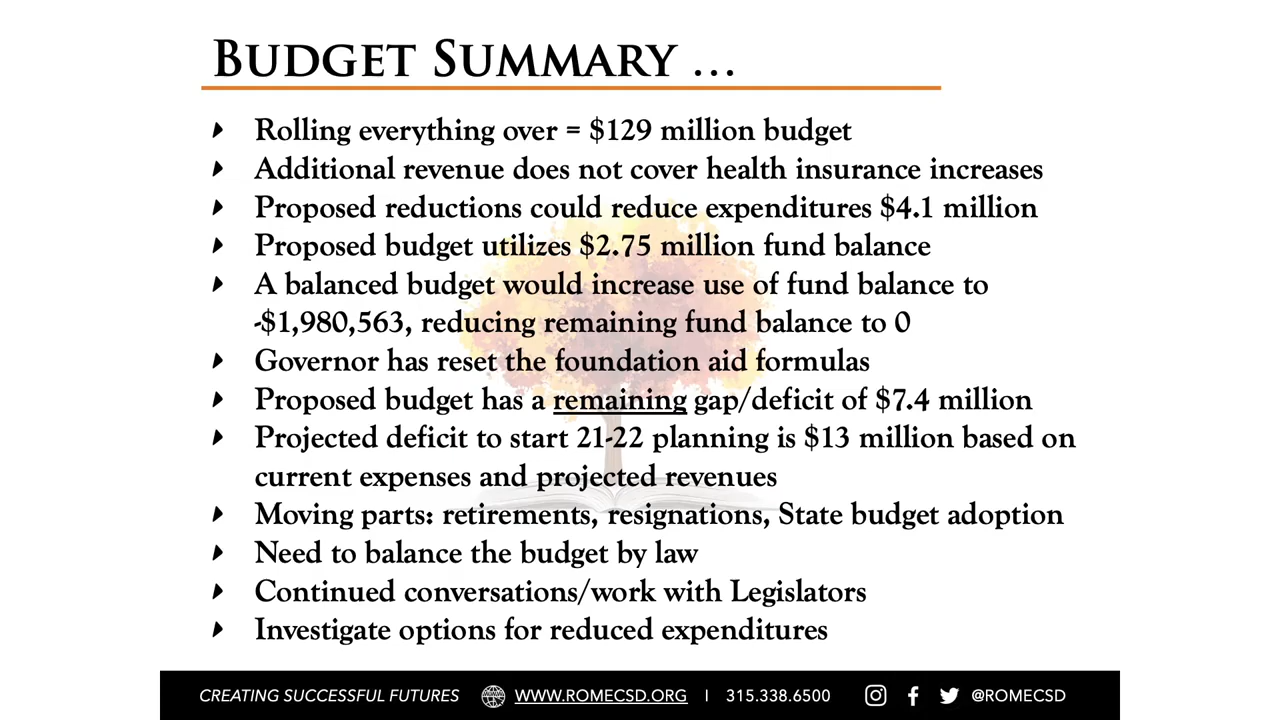 BUDGET SUMMARY ...
Rolling everything over = $129 million budget
Additional revenue does not cover health insurance increases
Proposed reductions could reduce expenditures $4.1 million
Proposed budget utilizes $2.75 million fund balance
A balanced budget would increase use of fund balance to
-$1,980,563, reducing remaining fund balance to 0
Governor has reset the foundation aid formulas
Proposed budget has a remaining gap/deficit of $7.4 million
Projected deficit to start 21-22 planning is $13 million based on
current expenses and projected revenues
Moving parts: retirements, resignations, State budget adoption
Need to balance the budget by law
Continued conversations/work with Legislators
Investigate options for reduced expenditures
CREATING SUCCESSFUL FUTURES WWW.ROMECSD.ORG | 315.338.6500 @ROMECSD